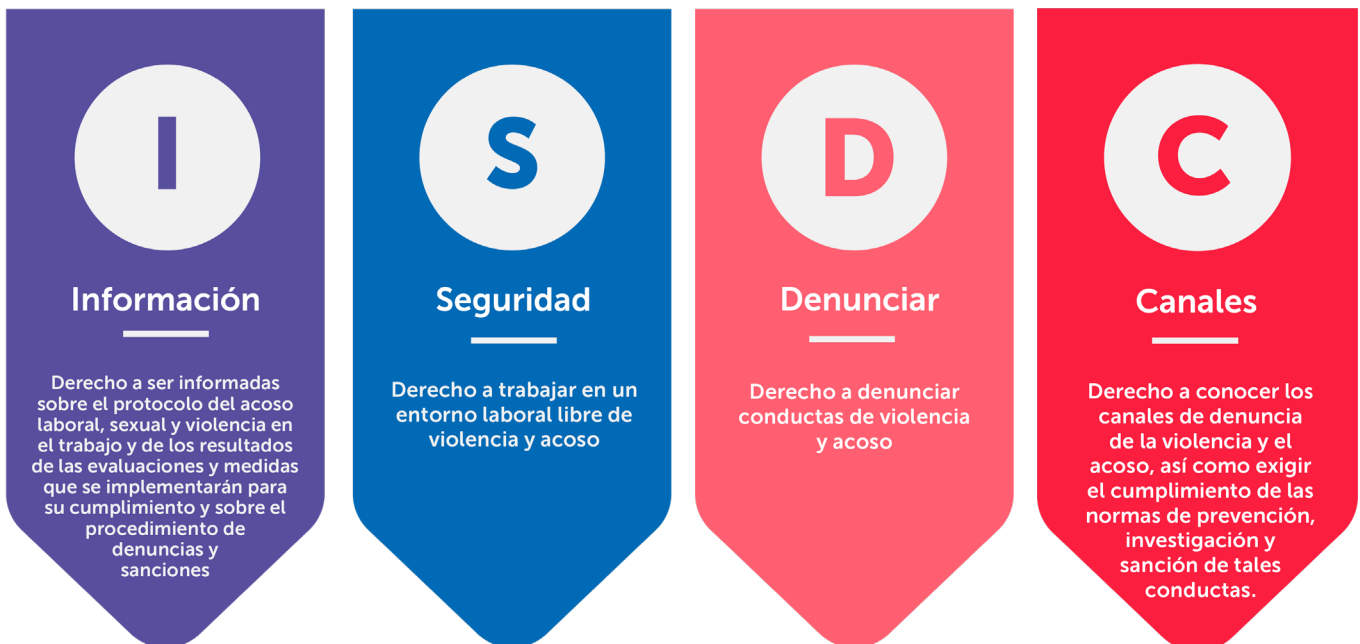 I
Información
Derecho a ser informadas
sobre el protocolo del acoso
laboral, sexual y violencia en
el trabajo y de los resultados
de las evaluaciones y medidas
que se implementarán para
su cumplimiento y sobre el
procedimiento de
denuncias y
sanciones
S
Seguridad
Derecho a trabajar en un
entorno laboral libre de
violencia y acoso
D
Denunciar
Derecho a denunciar
conductas de violencia
y acoso
C
Canales
Derecho a conocer los
canales de denuncia
de la violencia y el
acoso, así como exigir
el cumplimiento de las
normas de prevención,
investigación y
sanción de tales
conductas.